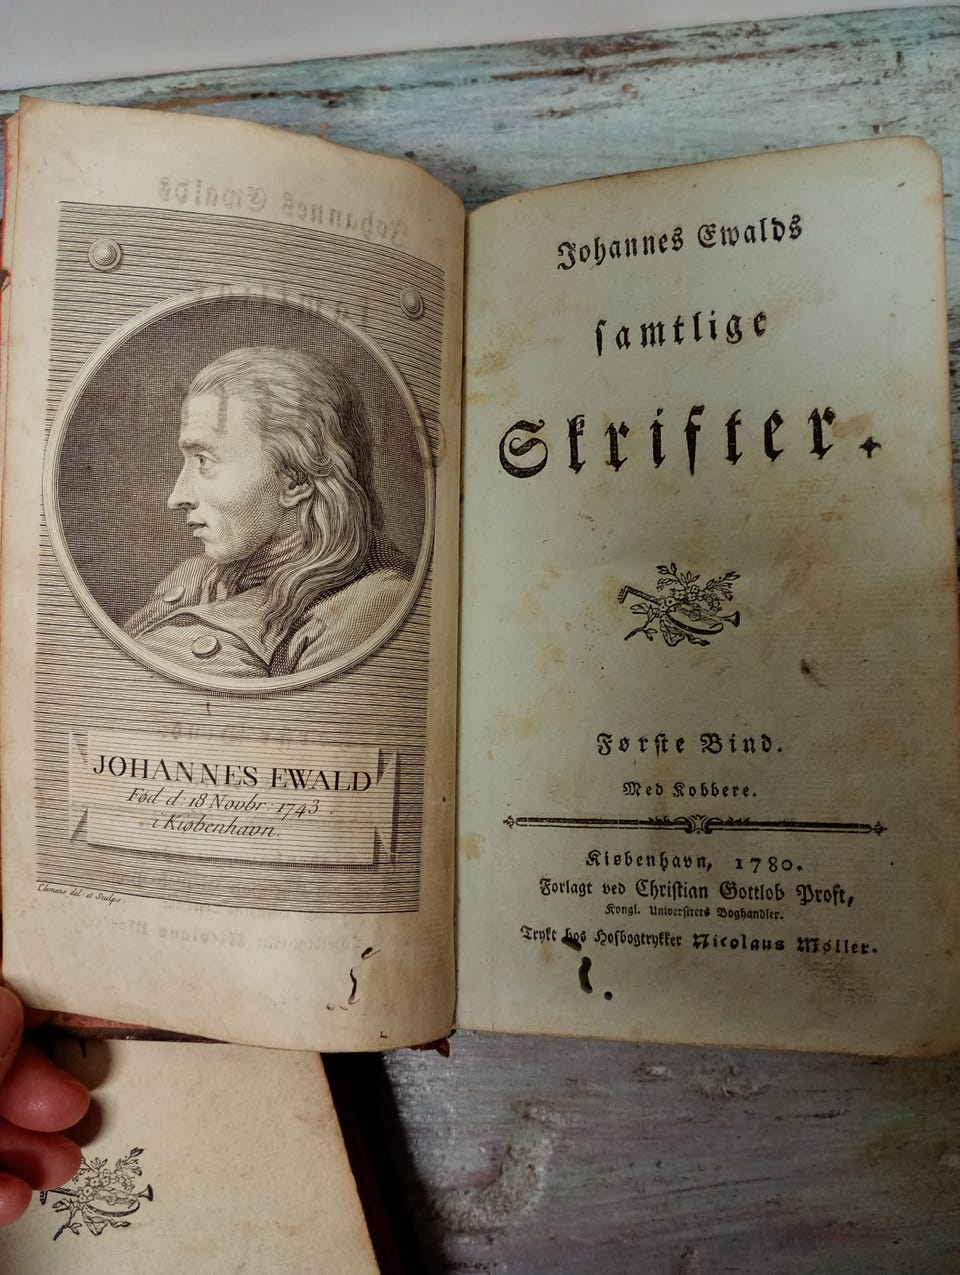 JOHANNES EWALD
Fød d: 18 Novbr: 1743
i Kiøbenhavn.
Clemens del: et Sculps:
Johannes Ewalds
ſamtlige
Skrifter.
Førſte Bind.
Med Kobbere.
Kiøbenhavn, 1780.
Forlagt ved Chriſtian Gottlob Proft,
Kongl. Univerſitets Boghandler.
Trykt hos Hofbogtrykker Nicolaus Møller.